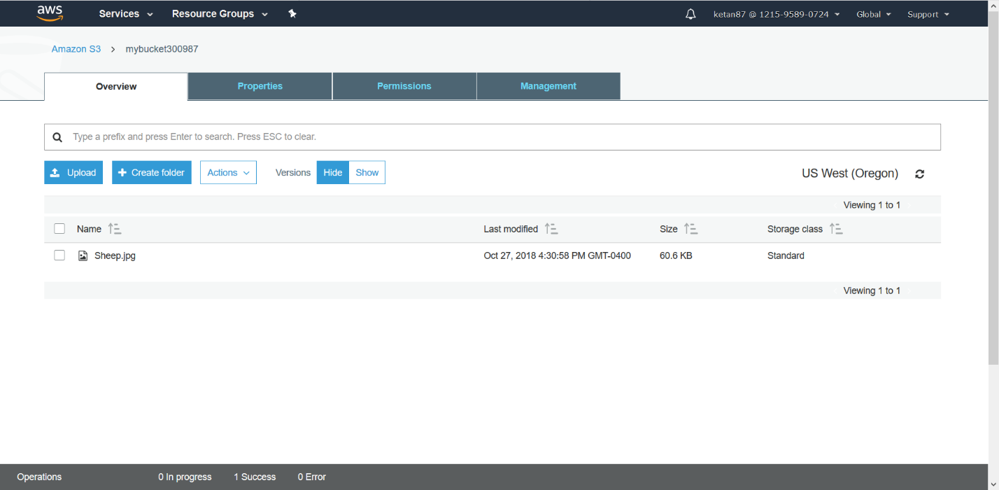 aws Services Resource Groups ketan87 @ 1215-9589-0724 Global Support
Amazon S3 > mybucket300987
Overview Properties Permissions Management
Type a prefix and press Enter to search. Press ESC to clear.
Upload + Create folder Actions Versions Hide Show US West (Oregon)
Viewing 1 to 1
Name Last modified Size Storage class
Sheep.jpg Oct 27, 2018 4:30:58 PM GMT-0400 60.6 KB Standard
Viewing 1 to 1
Operations 0 In progress 1 Success 0 Error